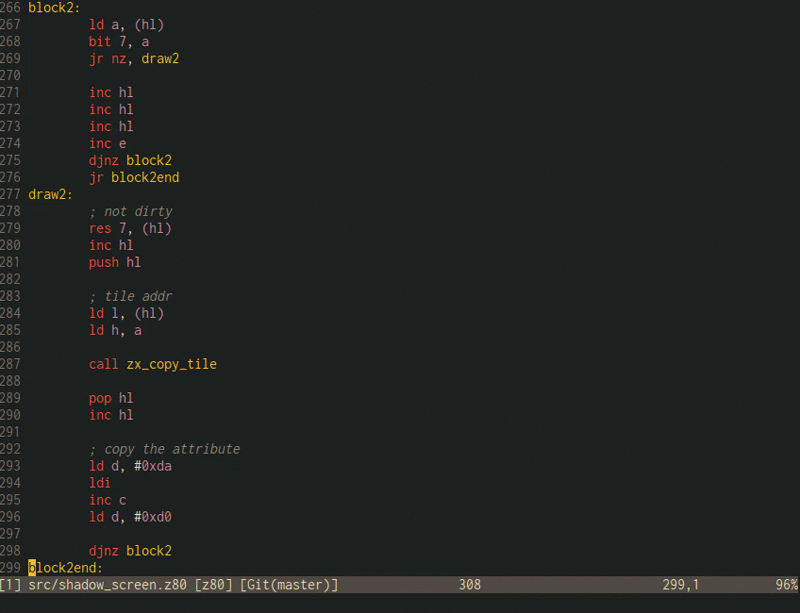 266 block2:
267 ld a, (hl)
268 bit 7, a
269 jr nz, draw2
270
271 inc hl
272 inc hl
273 inc hl
274 inc e
275 djnz block2
276 jr block2end
277 draw2:
278 ; not dirty
279 res 7, (hl)
280 inc hl
281 push hl
282
283 ; tile addr
284 ld l, (hl)
285 ld h, a
286
287 call zx_copy_tile
288
289 pop hl
290 inc hl
291
292 ; copy the attribute
293 ld d, #0xda
294 ldi
295 inc c
296 ld d, #0xd0
297
298 djnz block2
299 block2end:
[1] src/shadow_screen.z80 [z80] [Git(master)] 308 299,1 96%